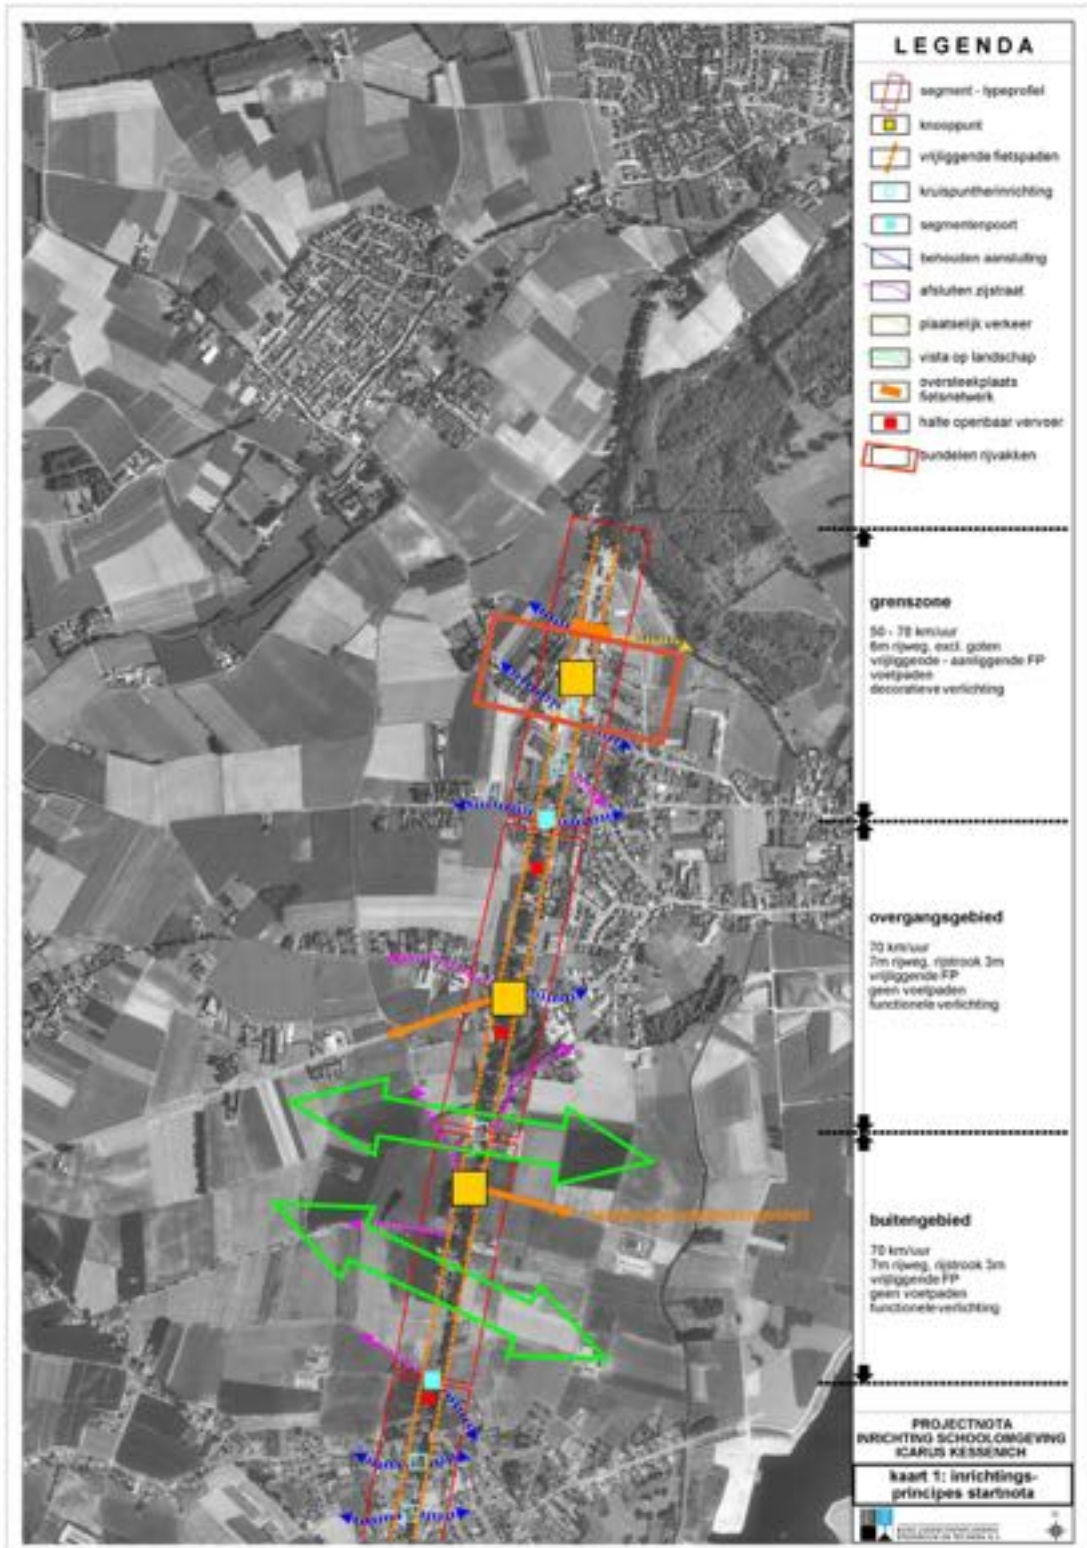 LEGENDA
segment - typeprofiel
knooppunt
vrijliggende fietspaden
kruispuntherinrichting
segmentenpoort
behouden aansluiting
afsluiten zijstraat
plaatselijk verkeer
vista op landschap
oversteekplaats
fietsnetwerk
halte openbaar vervoer
bundelen rijvakken
grenszone
50 - 70 km/uur
6m rijweg, excl. goten
vrijliggende - aanliggende FP
voetpaden
decoratieve verlichting
overgangsgebied
70 km/uur
7m rijweg, rijstrook 3m
vrijliggende FP
geen voetpaden
functionele verlichting
buitengebied
70 km/uur
7m rijweg, rijstrook 3m
vrijliggende FP
geen voetpaden
functionele verlichting
PROJECTNOTA
INRICHTING SCHOOLOMGEVING
ICARUS KESSENICH
kaart 1: inrichtings-
principes startnota